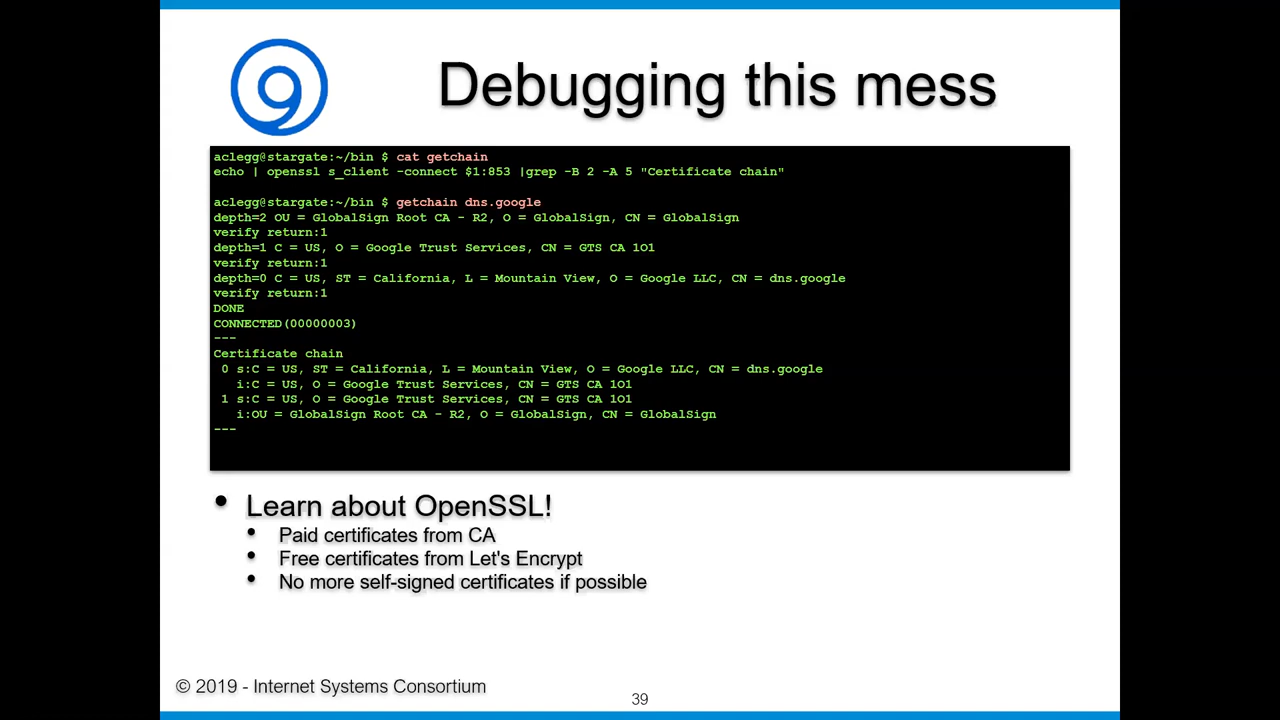 Debugging this mess
aclegg@stargate:~/bin $ cat getchain
echo | openssl s_client -connect $1:853 |grep -B 2 -A 5 "Certificate chain"
aclegg@stargate:~/bin $ getchain dns.google
depth=2 OU = GlobalSign Root CA - R2, O = GlobalSign, CN = GlobalSign
verify return:1
depth=1 C = US, O = Google Trust Services, CN = GTS CA 1O1
verify return:1
depth=0 C = US, ST = California, L = Mountain View, O = Google LLC, CN = dns.google
verify return:1
DONE
CONNECTED(00000003)
---
Certificate chain
 0 s:C = US, ST = California, L = Mountain View, O = Google LLC, CN = dns.google
   i:C = US, O = Google Trust Services, CN = GTS CA 1O1
 1 s:C = US, O = Google Trust Services, CN = GTS CA 1O1
   i:OU = GlobalSign Root CA - R2, O = GlobalSign, CN = GlobalSign
---
• Learn about OpenSSL!
• Paid certificates from CA
• Free certificates from Let's Encrypt
• No more self-signed certificates if possible
© 2019 - Internet Systems Consortium
39